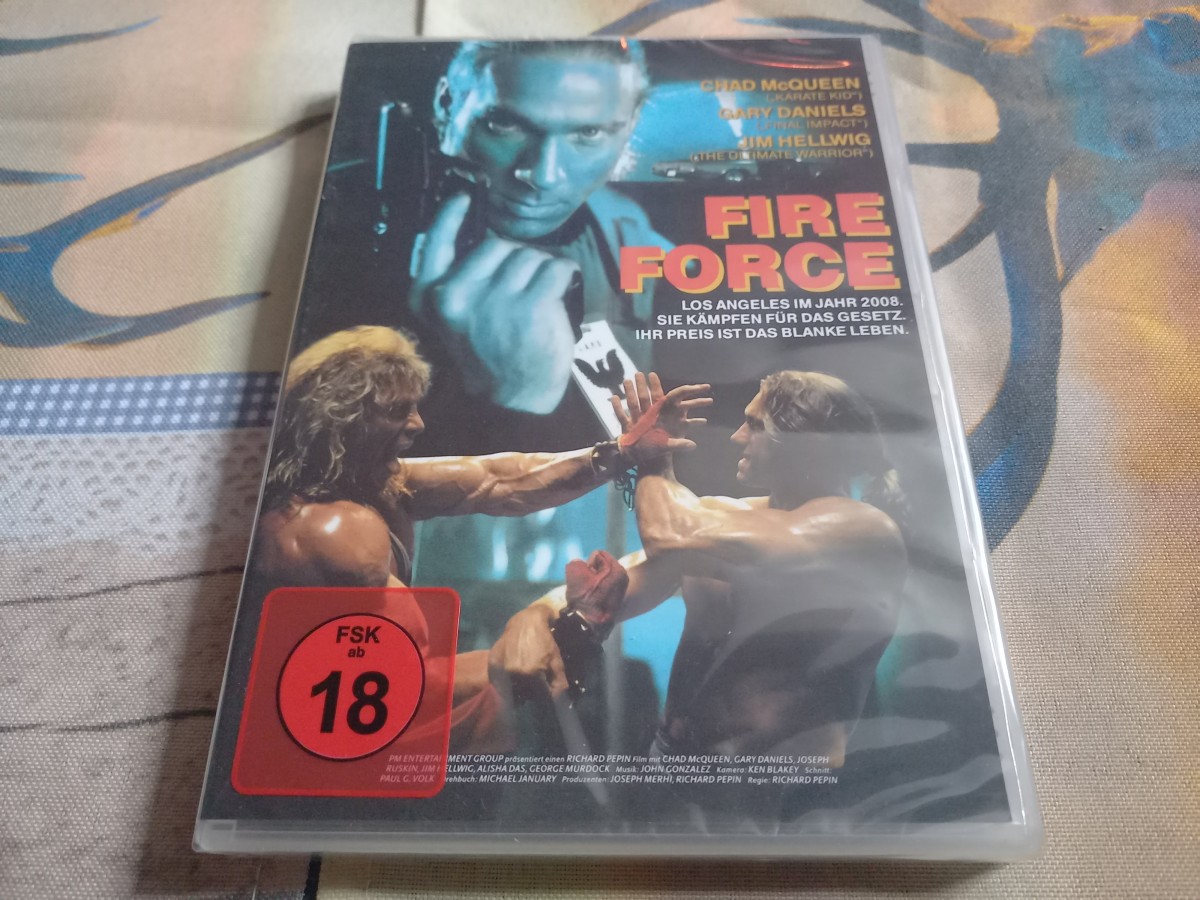 CHAD McQUEEN
("KARATE KID")
GARY DANIELS
("FINAL IMPACT")
JIM HELLWIG
("THE ULTIMATE WARRIOR")
FIRE
FORCE
LOS ANGELES IM JAHR 2008.
SIE KÄMPFEN FÜR DAS GESETZ.
IHR PREIS IST DAS BLANKE LEBEN.
FSK
ab
18
PM ENTERTAINMENT GROUP präsentiert einen RICHARD PEPIN Film mit CHAD McQUEEN, GARY DANIELS, JOSEPH
RUSKIN, JIM HELLWIG, ALISHA DAS, GEORGE MURDOCK Musik: JOHN GONZALEZ Kamera: KEN BLAKEY Schnitt:
PAUL G. VOLK Drehbuch: MICHAEL JANUARY Produzenten: JOSEPH MERHI, RICHARD PEPIN Regie: RICHARD PEPIN